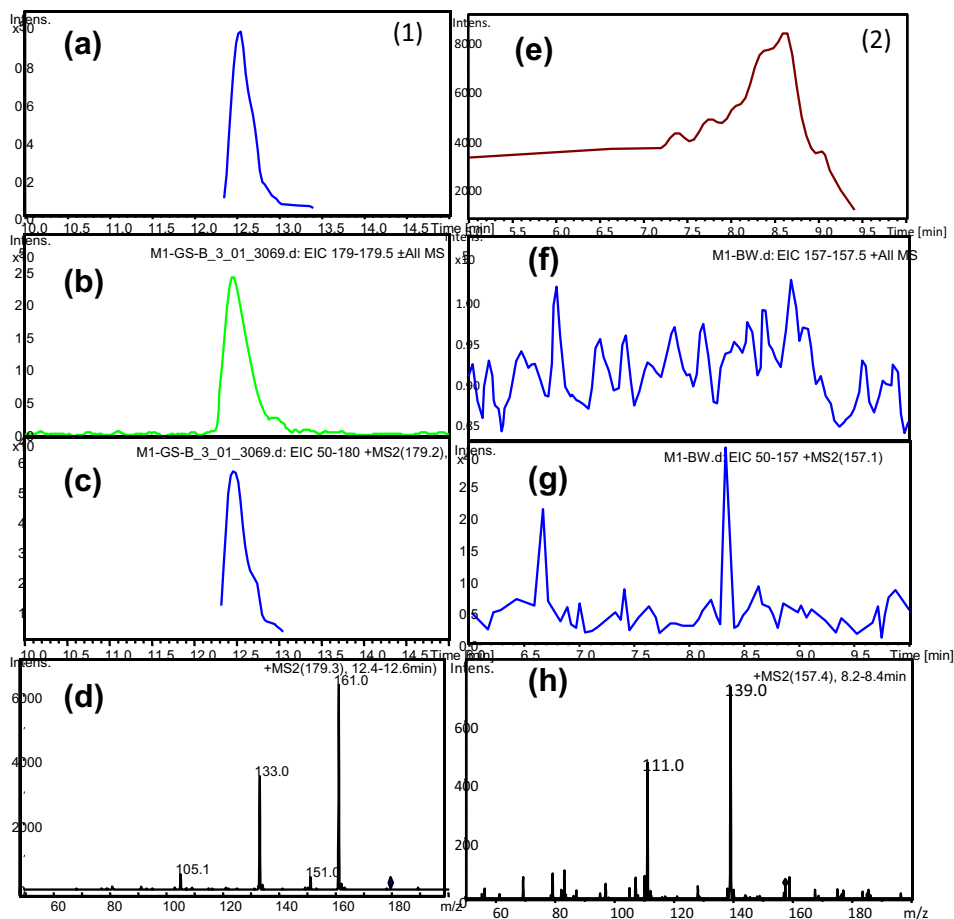 Intens.
x30
(a)
(1)
0.8
0.6
0.4
0.2
0.0
10.0 10.5 11.0 11.5 12.0 12.5 13.0 13.5 14.0 14.5 Time [min]
(e)
(2)
8000
6000
4000
2000
5.5 6.0 6.5 7.0 7.5 8.0 8.5 9.0 Time [min]
Intens.
M1-GS-B_3_01_3069.d: EIC 179-179.5 ±All MS
(b)
2.5
2.0
1.5
1.0
0.5
Intens.
M1-BW.d: EIC 157-157.5 +All MS
(f)
x10
1.00
0.95
0.90
0.85
x10
M1-GS-B_3_01_3069.d: EIC 50-180 +MS2(179.2),
(c)
6
5
4
3
2
1
10.0 10.5 11.0 11.5 12.0 12.5 13.0 13.5 14.0 14.5 Time [min]
Intens.
M1-BW.d: EIC 50-157 +MS2(157.1)
(g)
2.5
2.0
1.5
1.0
0.5
0.0
6.0 6.5 7.0 7.5 8.0 8.5 9.0 9.5 Time [min]
Intens.
+MS2(179.3), 12.4-12.6min)
(d)
161.0
6000
4000
133.0
2000
105.1
151.0
60 80 100 120 140 160 180 m/z
Intens.
+MS2(157.4), 8.2-8.4min
(h)
139.0
600
111.0
400
200
60 80 100 120 140 160 180 m/z